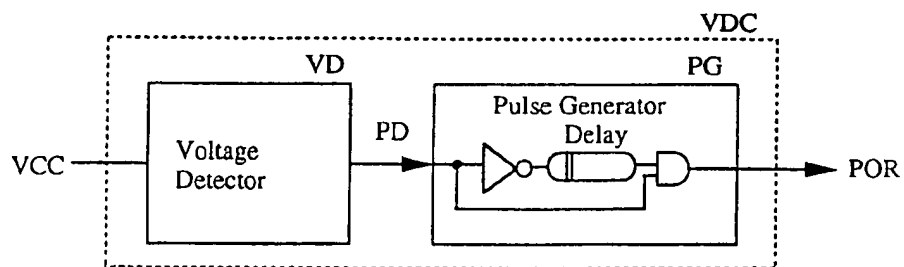 VDC
VD
PG
Pulse Generator
Delay
PD
VCC
Voltage
Detector
POR